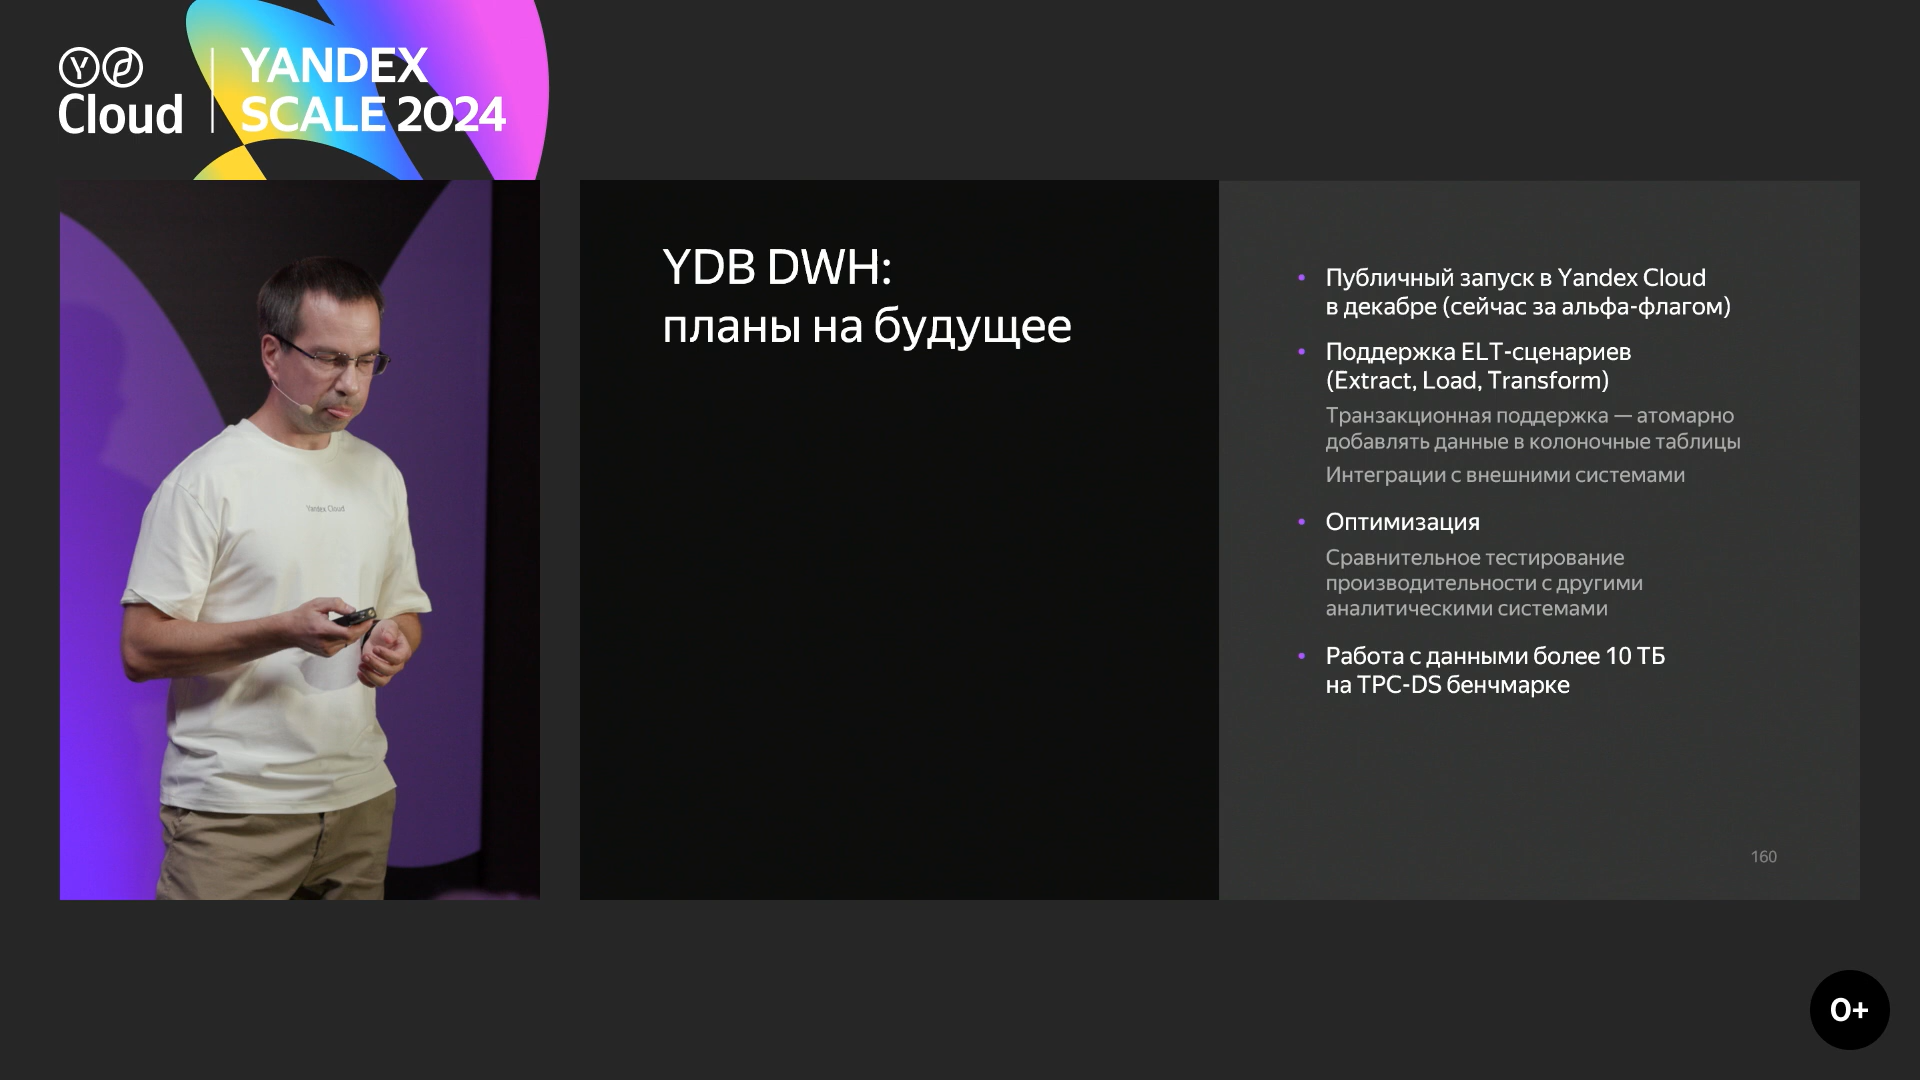 Cloud
YANDEX
SCALE 2024
Yandex Cloud
YDB DWH:
планы на будущее
• Публичный запуск в Yandex Cloud
в декабре (сейчас за альфа-флагом)
• Поддержка ELT-сценариев
(Extract, Load, Transform)
Транзакционная поддержка — атомарно
добавлять данные в колоночные таблицы
Интеграции с внешними системами
• Оптимизация
Сравнительное тестирование
производительности с другими
аналитическими системами
• Работа с данными более 10 ТБ
на TPC-DS бенчмарке
160
0+